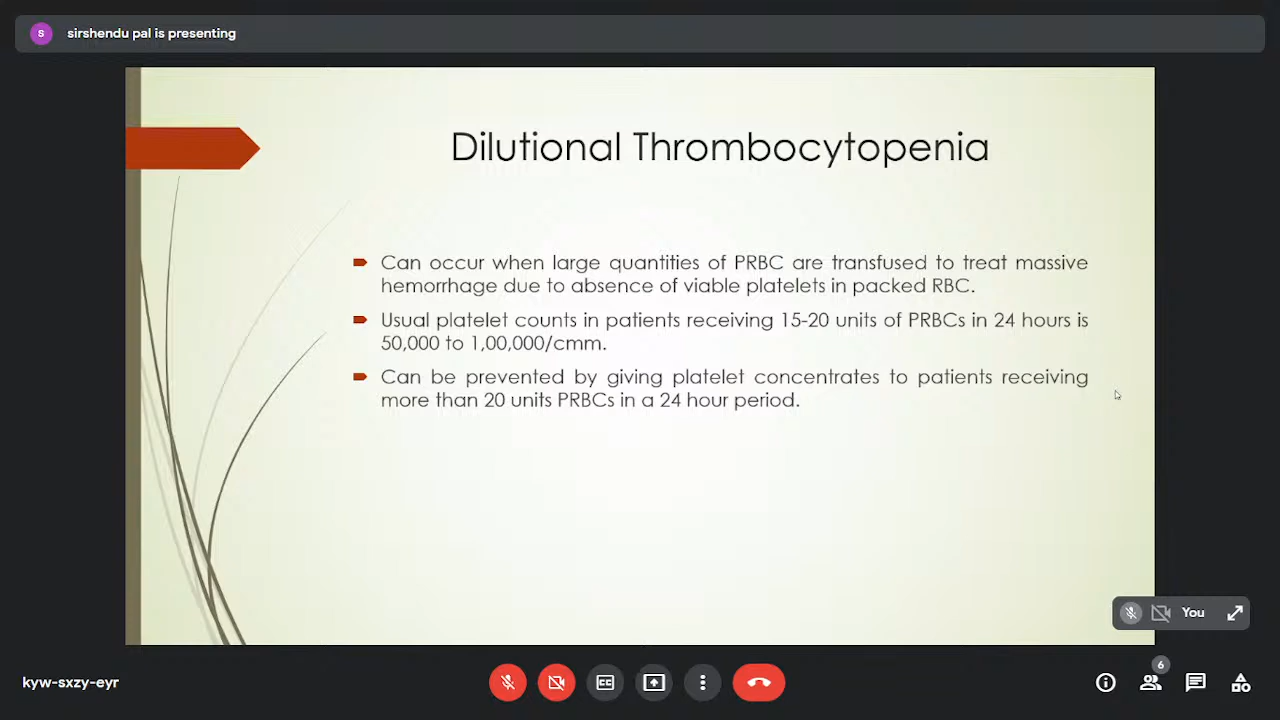 S sirshendu pal is presenting
Dilutional Thrombocytopenia
Can occur when large quantities of PRBC are transfused to treat massive
hemorrhage due to absence of viable platelets in packed RBC.
Usual platelet counts in patients receiving 15-20 units of PRBCs in 24 hours is
50,000 to 1,00,000/cmm.
Can be prevented by giving platelet concentrates to patients receiving
more than 20 units PRBCs in a 24 hour period.
You
kyw-sxzy-eyr
CC
6